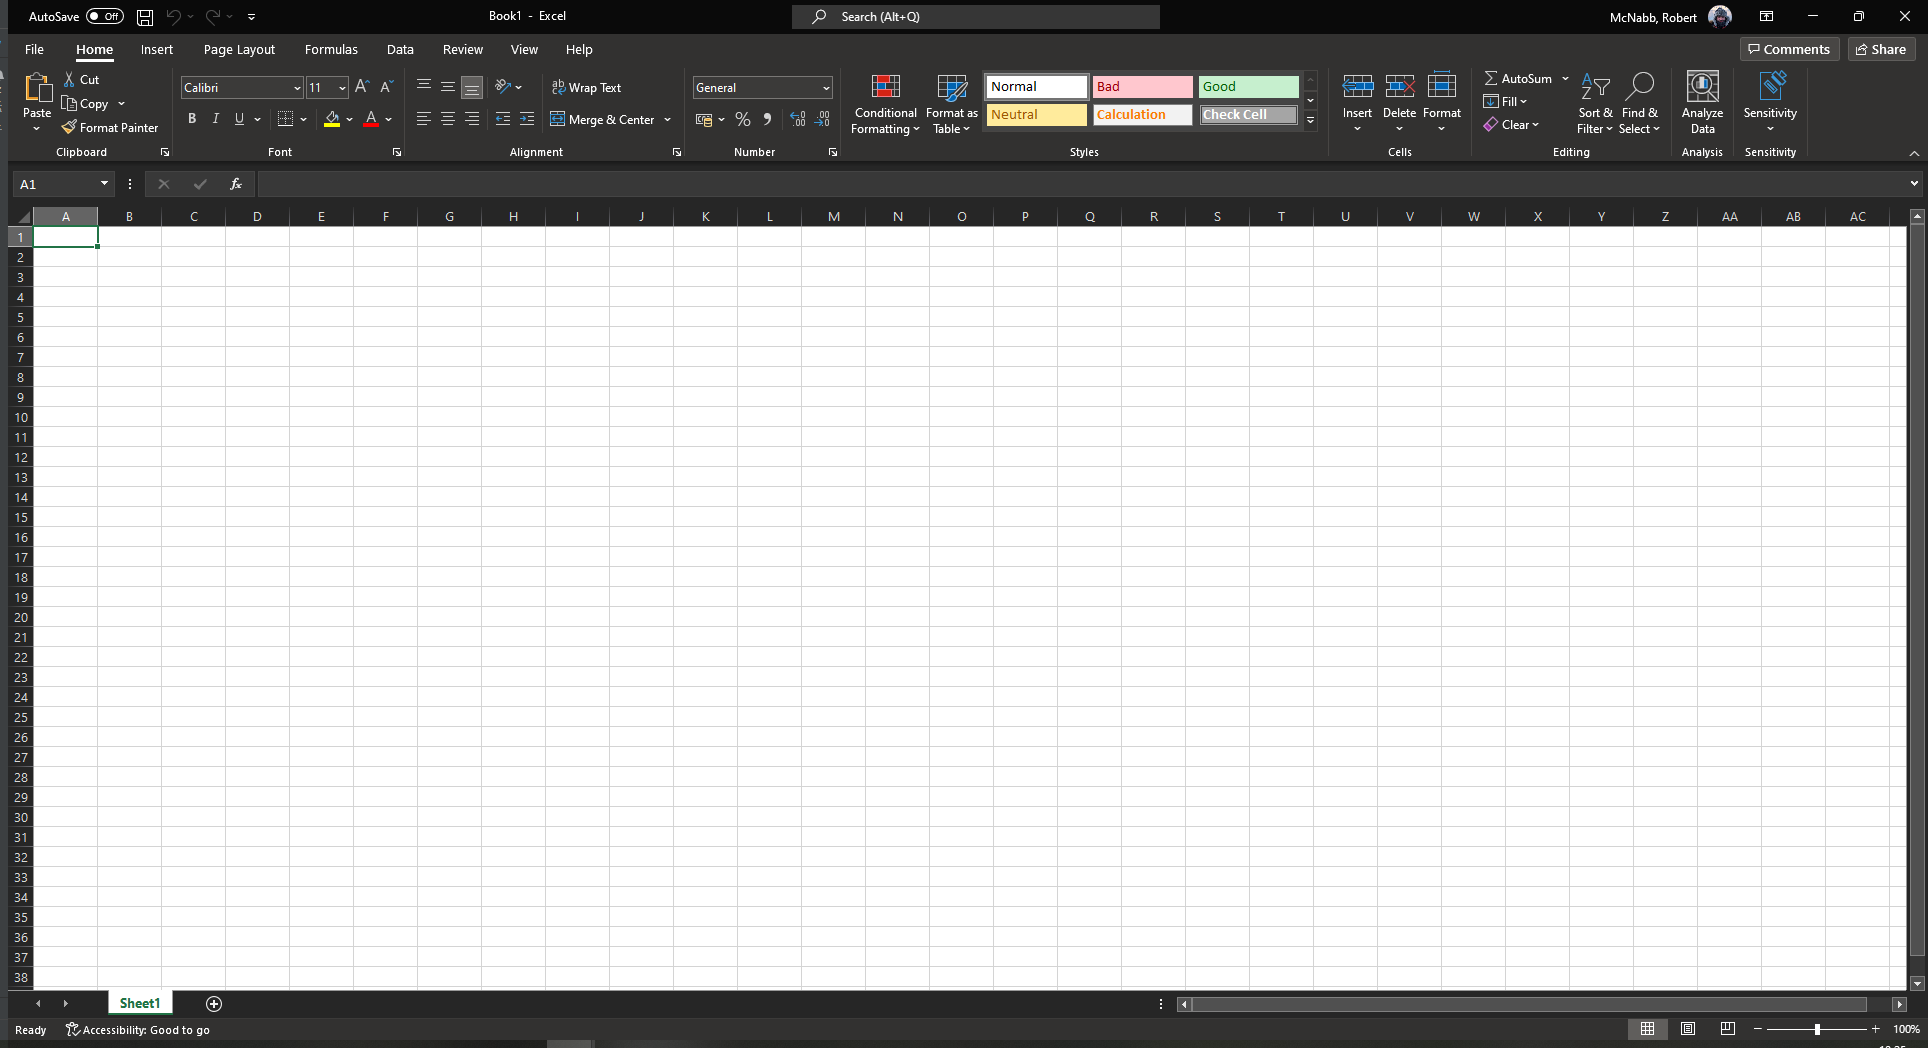 AutoSave Off Book1 - Excel Search (Alt+Q) McNabb, Robert
File Home Insert Page Layout Formulas Data Review View Help Comments Share
Paste
Cut
Copy
Format Painter
Clipboard
Calibri 11
B I U
Font
Wrap Text
Merge & Center
Alignment
General
Number
Conditional Formatting
Format as Table
Normal Bad Good
Neutral Calculation Check Cell
Styles
Insert Delete Format
Cells
AutoSum
Fill
Clear
Sort & Filter
Find & Select
Editing
Analyze Data
Analysis
Sensitivity
Sensitivity
A1 fx
A B C D E F G H I J K L M N O P Q R S T U V W X Y Z AA AB AC
1
2
3
4
5
6
7
8
9
10
11
12
13
14
15
16
17
18
19
20
21
22
23
24
25
26
27
28
29
30
31
32
33
34
35
36
37
38
Sheet1
Ready Accessibility: Good to go 100%